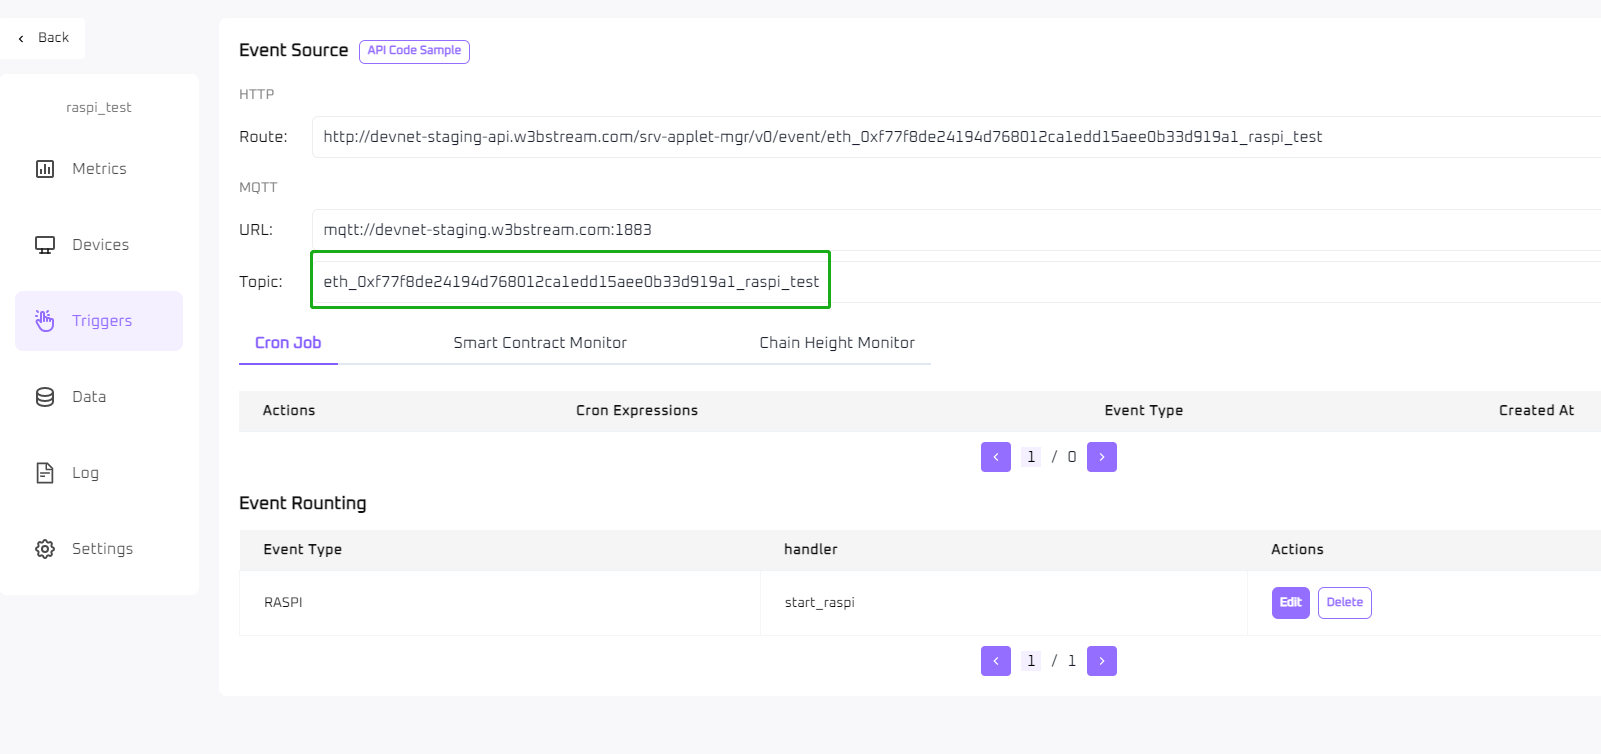 Back
Event Source API Code Sample
raspi_test
HTTP
Route: http://devnet-staging-api.w3bstream.com/srv-applet-mgr/v0/event/eth_0xf77f8de24194d768012ca1edd15aee0b33d919a1_raspi_test
Metrics
MQTT
URL: mqtt://devnet-staging.w3bstream.com:1883
Devices
Topic: eth_0xf77f8de24194d768012ca1edd15aee0b33d919a1_raspi_test
Triggers
Cron Job Smart Contract Monitor Chain Height Monitor
Data
Actions Cron Expressions Event Type Created At
< 1 / 0 >
Log
Event Rounting
Settings
Event Type handler Actions
RASPI start_raspi Edit Delete
< 1 / 1 >